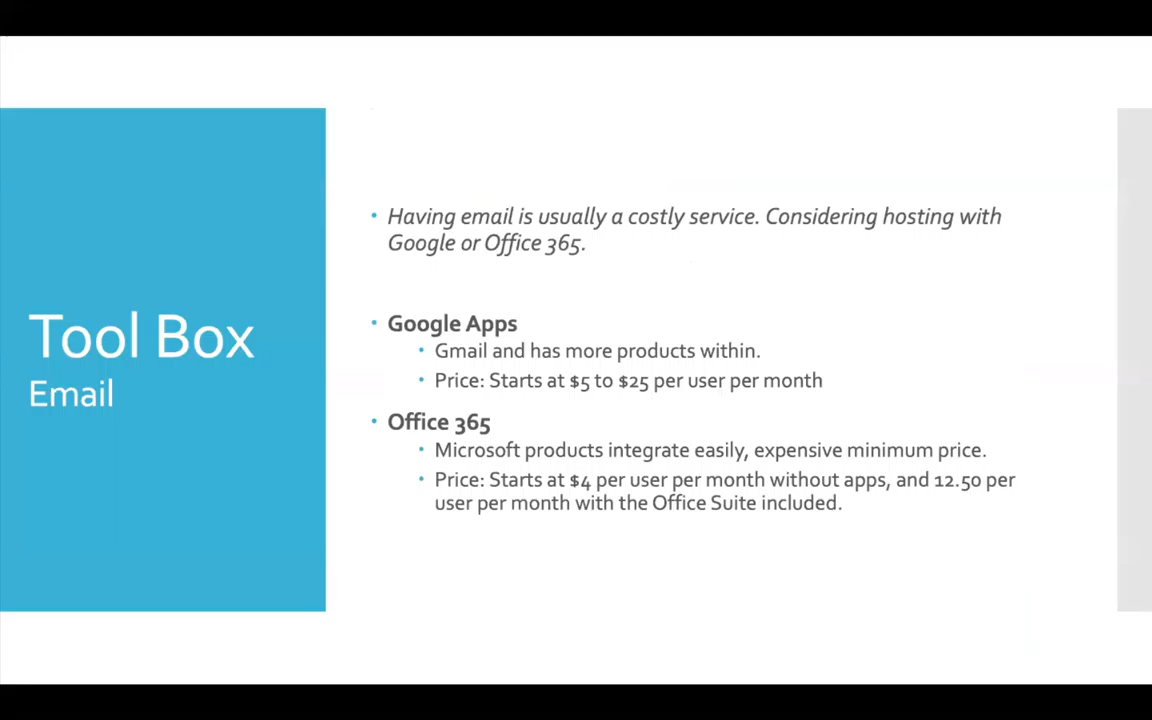 Tool Box
Email
Having email is usually a costly service. Considering hosting with
Google or Office 365.
Google Apps
Gmail and has more products within.
Price: Starts at $5 to $25 per user per month
Office 365
Microsoft products integrate easily, expensive minimum price.
Price: Starts at $4 per user per month without apps, and 12.50 per
user per month with the Office Suite included.